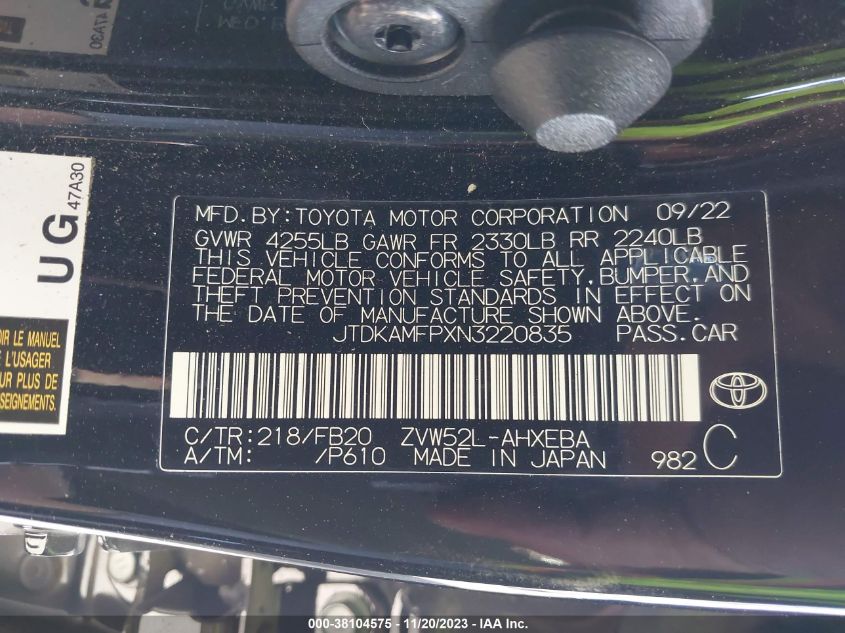 UG
47A30
IR LE MANUEL
L'USAGER
UR PLUS DE
SEIGNEMENTS.
MFD.BY:TOYOTA MOTOR CORPORATION 09/22
GVWR 4255LB GAWR FR 2330LB RR 2240LB
THIS VEHICLE CONFORMS TO ALL APPLICABLE
FEDERAL MOTOR VEHICLE SAFETY,BUMPER,AND
THEFT PREVENTION STANDARDS IN EFFECT ON
THE DATE OF MANUFACTURE SHOWN ABOVE.
JTDKAMFPXN3220835 PASS.CAR
C/TR:218/FB20 ZVW52L-AHXEBA
A/TM: /P610 MADE IN JAPAN 982 C
000-38104575 - 11/20/2023 - IAA Inc.